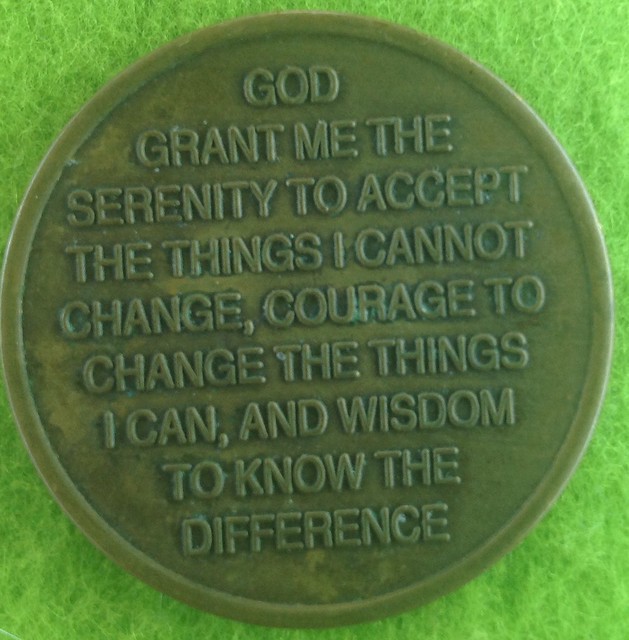 GOD
GRANT ME THE
SERENITY TO ACCEPT
THE THINGS I CANNOT
CHANGE, COURAGE TO
CHANGE THE THINGS
I CAN, AND WISDOM
TO KNOW THE
DIFFERENCE